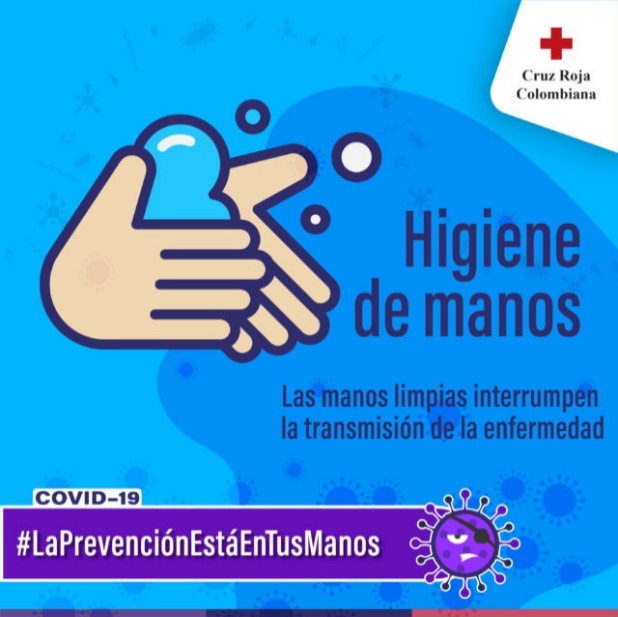 Cruz Roja
Colombiana
Higiene
de manos
Las manos limpias interrumpen
la transmisión de la enfermedad
COVID-19
#LaPrevenciónEstáEnTusManos